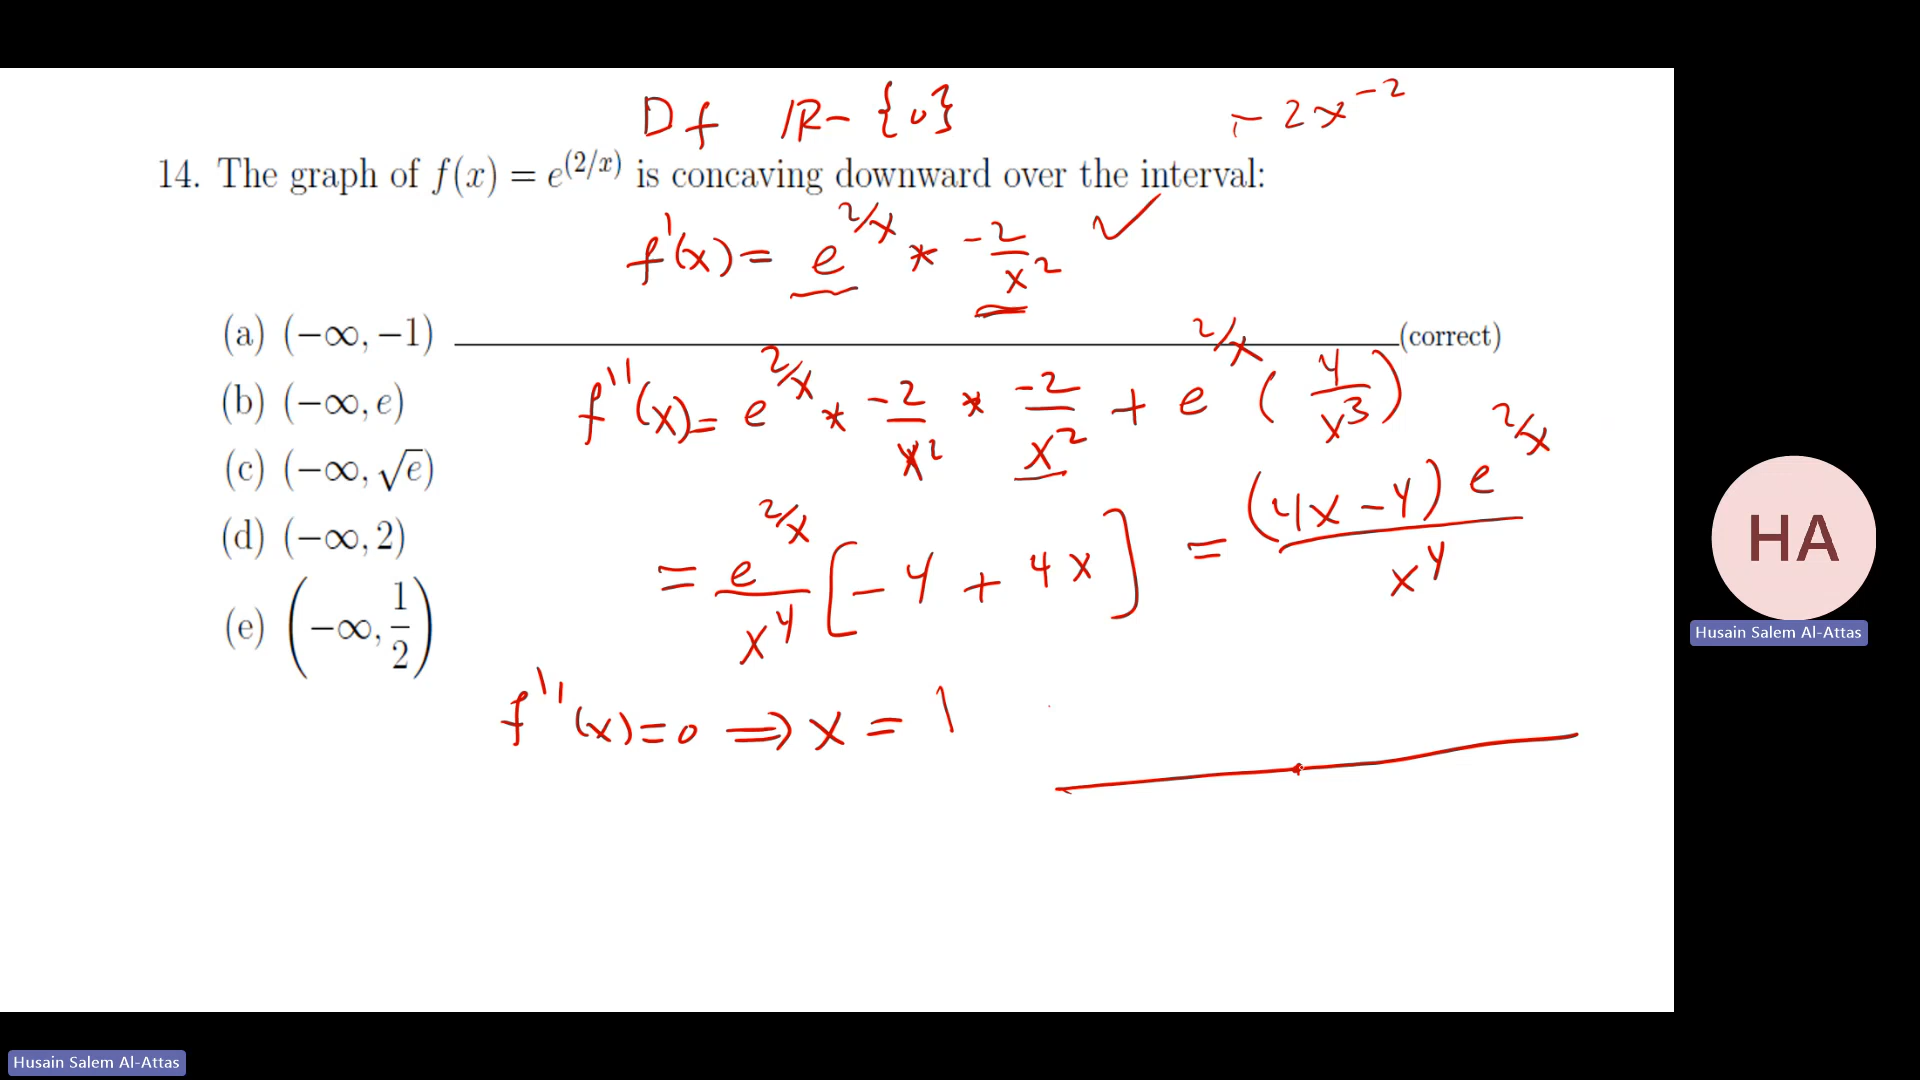 Df IR- {0} -2x^-2
14. The graph of f(x) = e^(2/x) is concaving downward over the interval:
f'(x) = e^2/x * -2/x^2 ✓
(a) (−∞, −1) (correct)
f''(x) = e^2/x * -2/x^2 * -2/x^2 + e^2/x (4/x^3)
(b) (−∞, e)
(c) (−∞, √e)
= e^2/x / x^4 [-4 + 4x] = (4x-4) e^2/x / x^4
(d) (−∞, 2)
(e) (−∞, 1/2)
f''(x)=0 ⟹ x = 1
HA
Husain Salem Al-Attas
Husain Salem Al-Attas